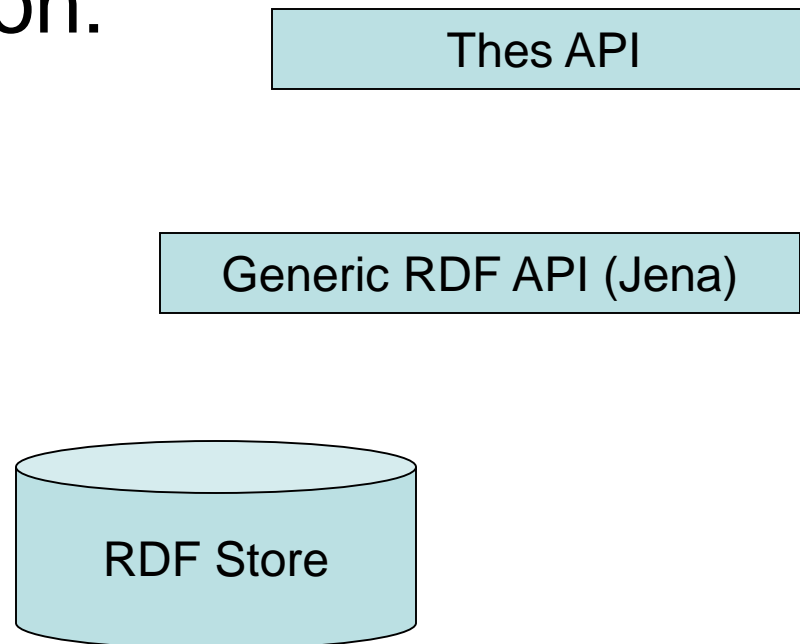 on.
Thes API
Generic RDF API (Jena)
RDF Store